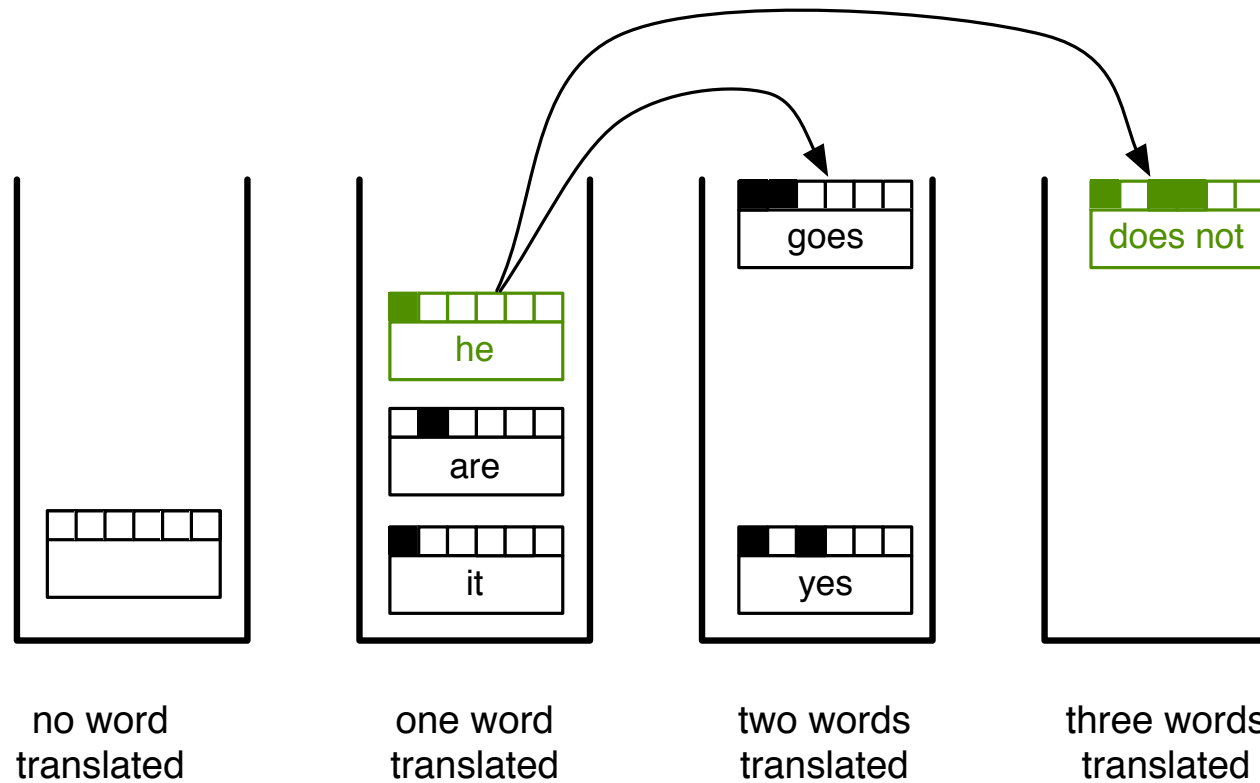 goes
does not
he
are
it
yes
no word
translated
one word
translated
two words
translated
three words
translated